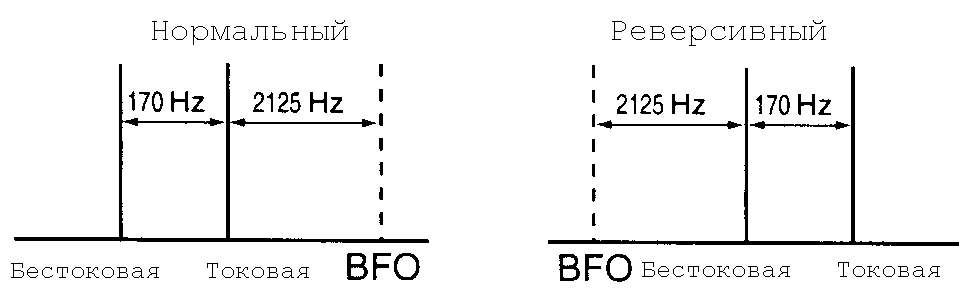 Нормальный
Реверсивный
170 Hz
2125 Hz
2125 Hz
170 Hz
Бестоковая
Токовая
BFO
BFO
Бестоковая
Токовая